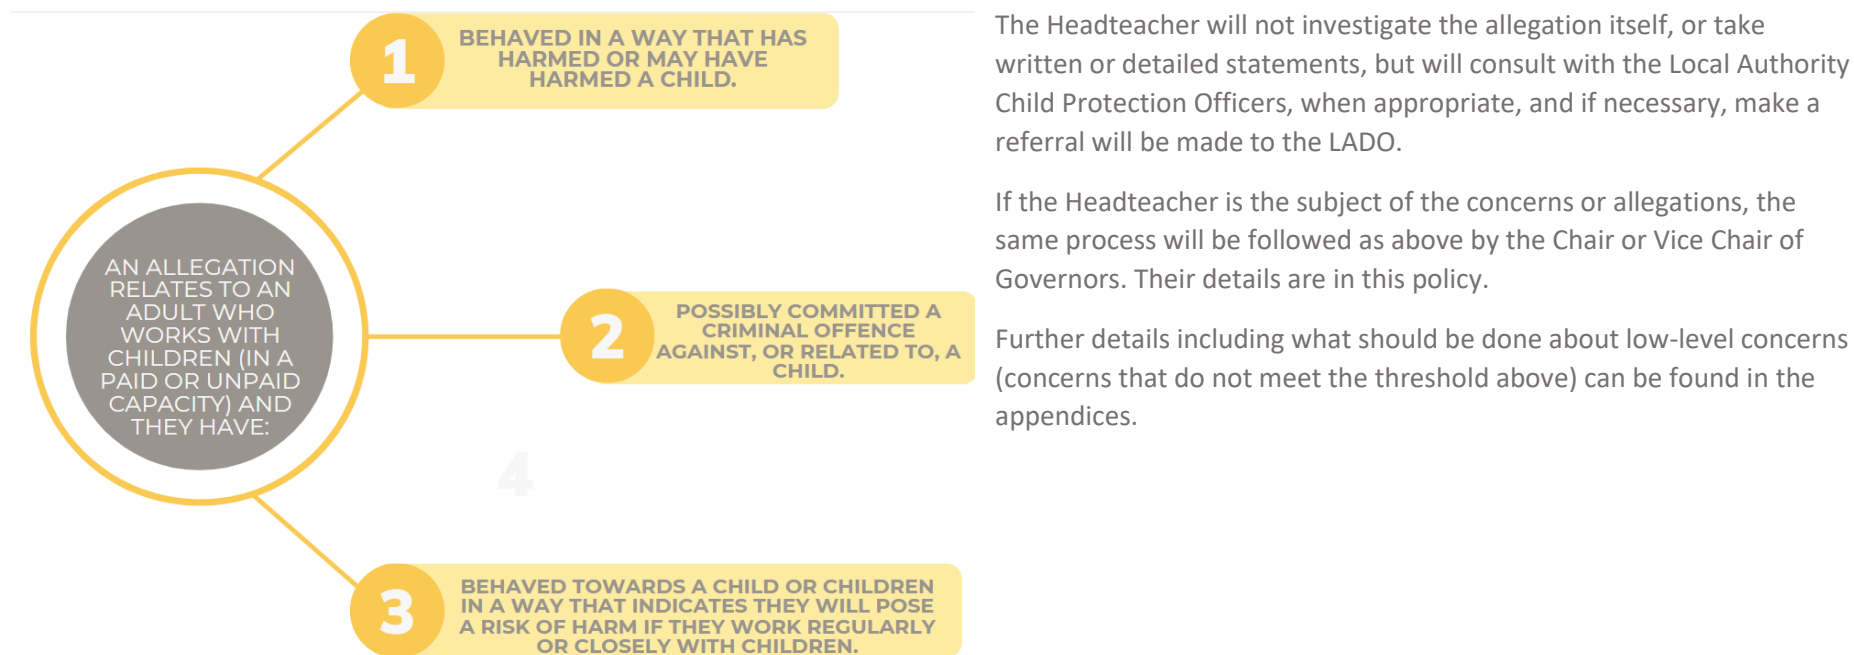 1
BEHAVED IN A WAY THAT HAS
HARMED OR MAY HAVE
HARMED A CHILD.
AN ALLEGATION
RELATES TO AN
ADULT WHO
WORKS WITH
CHILDREN (IN A
PAID OR UNPAID
CAPACITY) AND
THEY HAVE:
2
POSSIBLY COMMITTED A
CRIMINAL OFFENCE
AGAINST, OR RELATED TO, A
CHILD.
4
3
BEHAVED TOWARDS A CHILD OR CHILDREN
IN A WAY THAT INDICATES THEY WILL POSE
A RISK OF HARM IF THEY WORK REGULARLY
OR CLOSELY WITH CHILDREN.
The Headteacher will not investigate the allegation itself, or take
written or detailed statements, but will consult with the Local Authority
Child Protection Officers, when appropriate, and if necessary, make a
referral will be made to the LADO.
If the Headteacher is the subject of the concerns or allegations, the
same process will be followed as above by the Chair or Vice Chair of
Governors. Their details are in this policy.
Further details including what should be done about low-level concerns
(concerns that do not meet the threshold above) can be found in the
appendices.